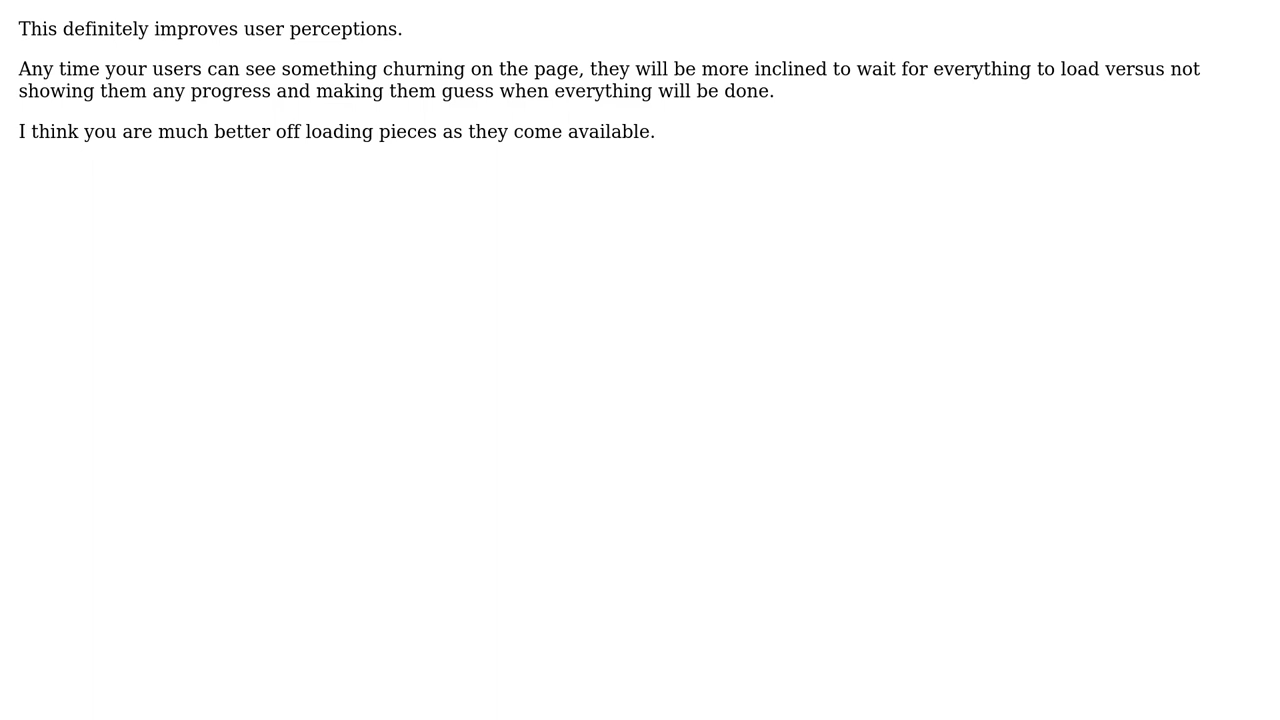 This definitely improves user perceptions.
Any time your users can see something churning on the page, they will be more inclined to wait for everything to load versus not
showing them any progress and making them guess when everything will be done.
I think you are much better off loading pieces as they come available.